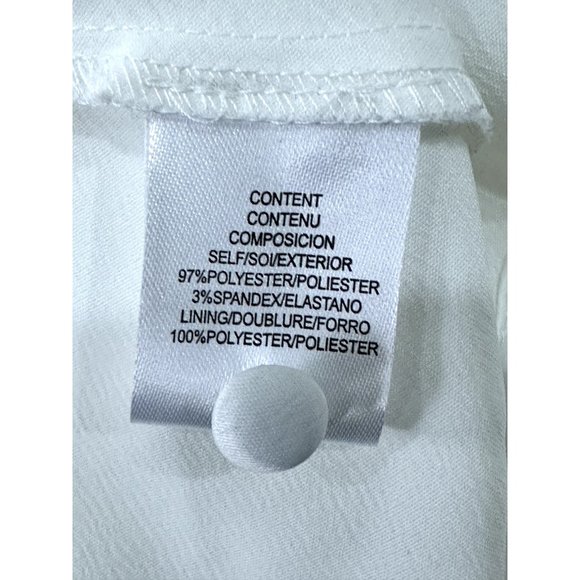 CONTENT
CONTENU
COMPOSICION
SELF/SOI/EXTERIOR
97%POLYESTER/POLIESTER
3%SPANDEX/ELASTANO
LINING/DOUBLURE/FORRO
100%POLYESTER/POLIESTER